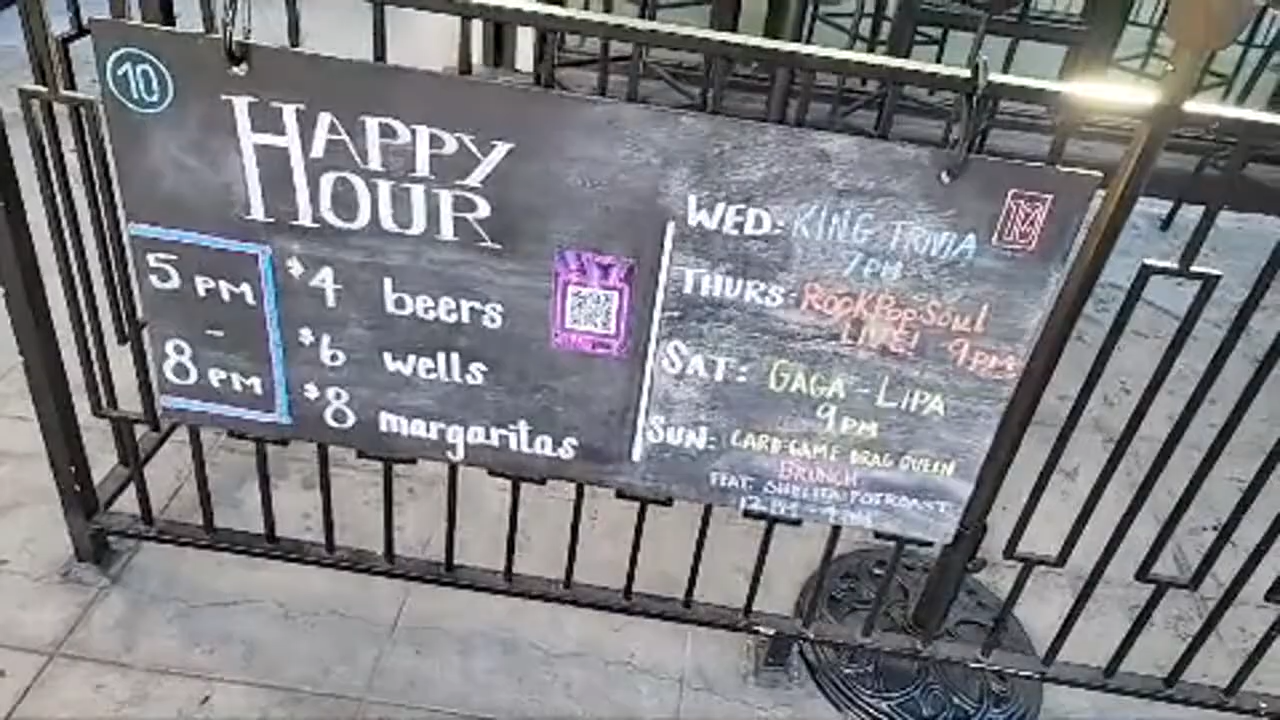 10
HAPPY
HOUR
5 PM
-
8 PM
$4 beers
$6 wells
$8 margaritas
WED: KING TRIVIA
7PM
THURS: ROCKPOPSOUL
LIVE! 9PM
SAT: GAGA - LIPA
9PM
SUN: CARD GAME DRAG QUEEN
BRUNCH
FEAT.